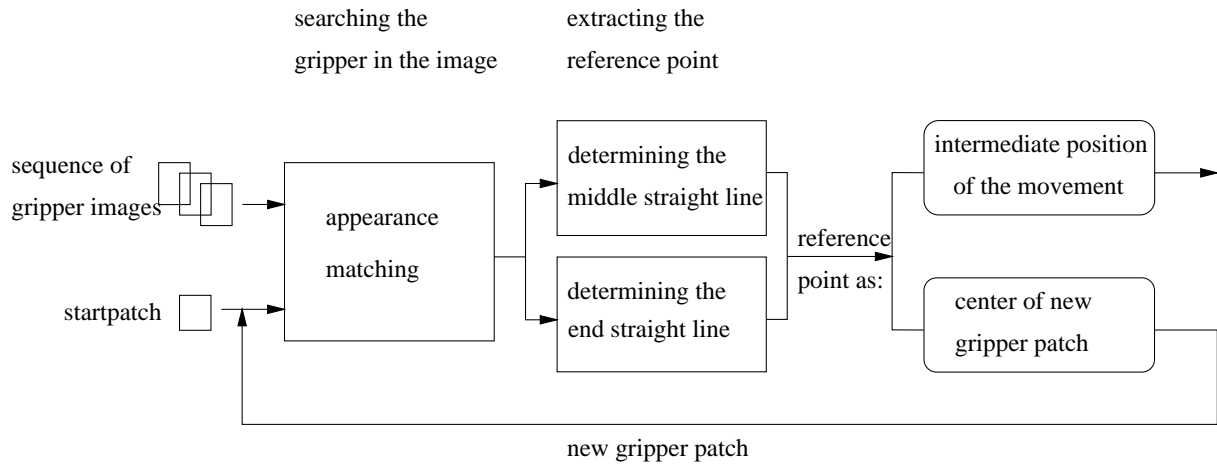 searching the
gripper in the image
extracting the
reference point
sequence of
gripper images
startpatch
appearance
matching
determining the
middle straight line
determining the
end straight line
reference
point as:
intermediate position
of the movement
center of new
gripper patch
new gripper patch